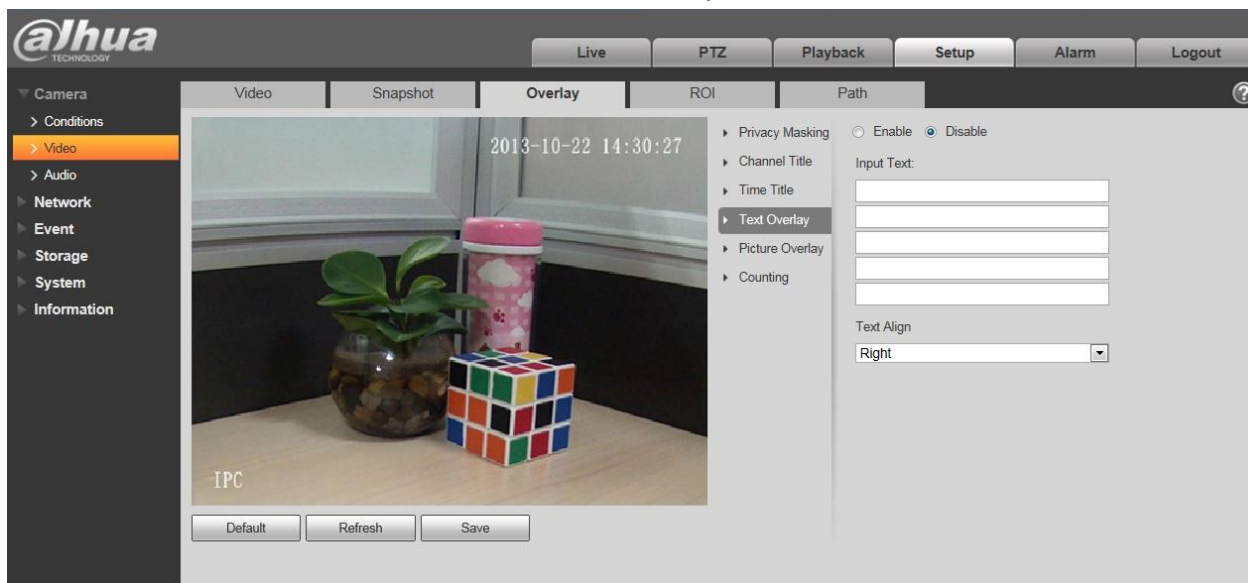 alhua
TECHNOLOGY
Live PTZ Playback Setup Alarm Logout
Camera
Conditions
Video
Audio
Network
Event
Storage
System
Information
Video Snapshot Overlay ROI Path
?
2013-10-22 14:30:27
IPC
Default Refresh Save
Privacy Masking
Channel Title
Time Title
Text Overlay
Picture Overlay
Counting
Enable Disable
Input Text:
Text Align
Right